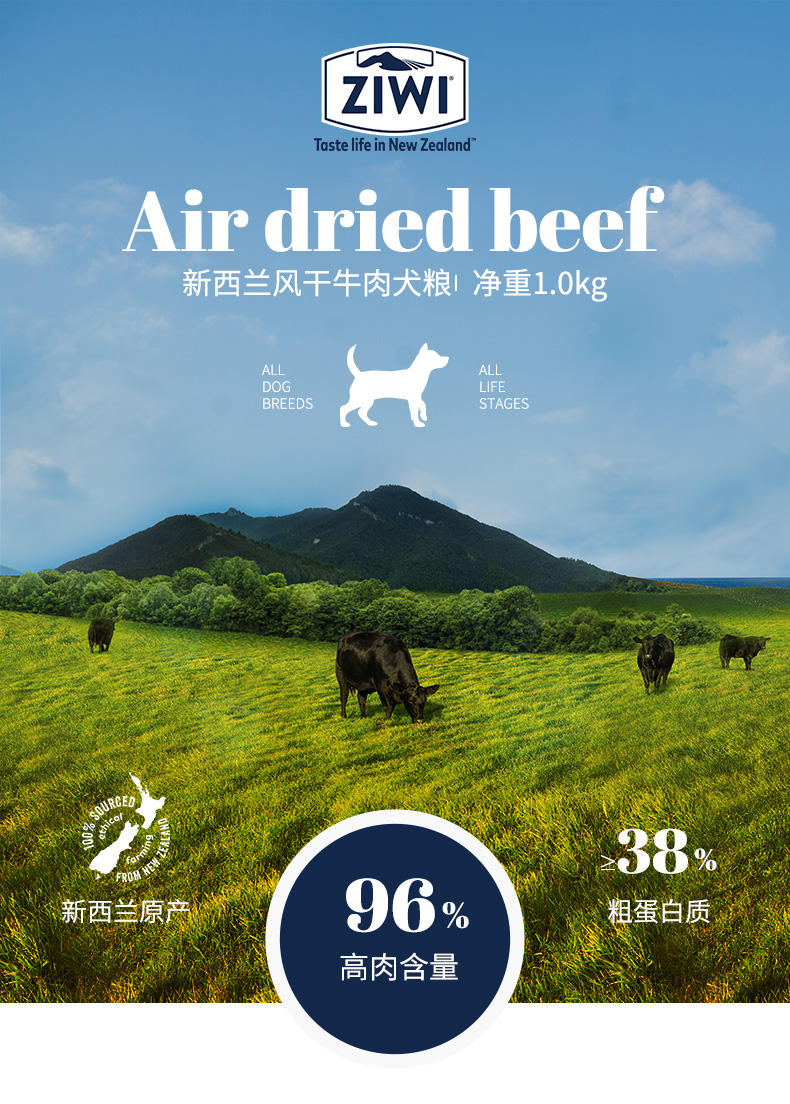 ZIWI®
Taste life in New Zealand™
Air dried beef
新西兰风干牛肉犬粮| 净重1.0kg
ALL
DOG
BREEDS
ALL
LIFE
STAGES
100% SOURCED
ethical
farming
FROM NEW ZEALAND
新西兰原产
96%
高肉含量
≥38%
粗蛋白质